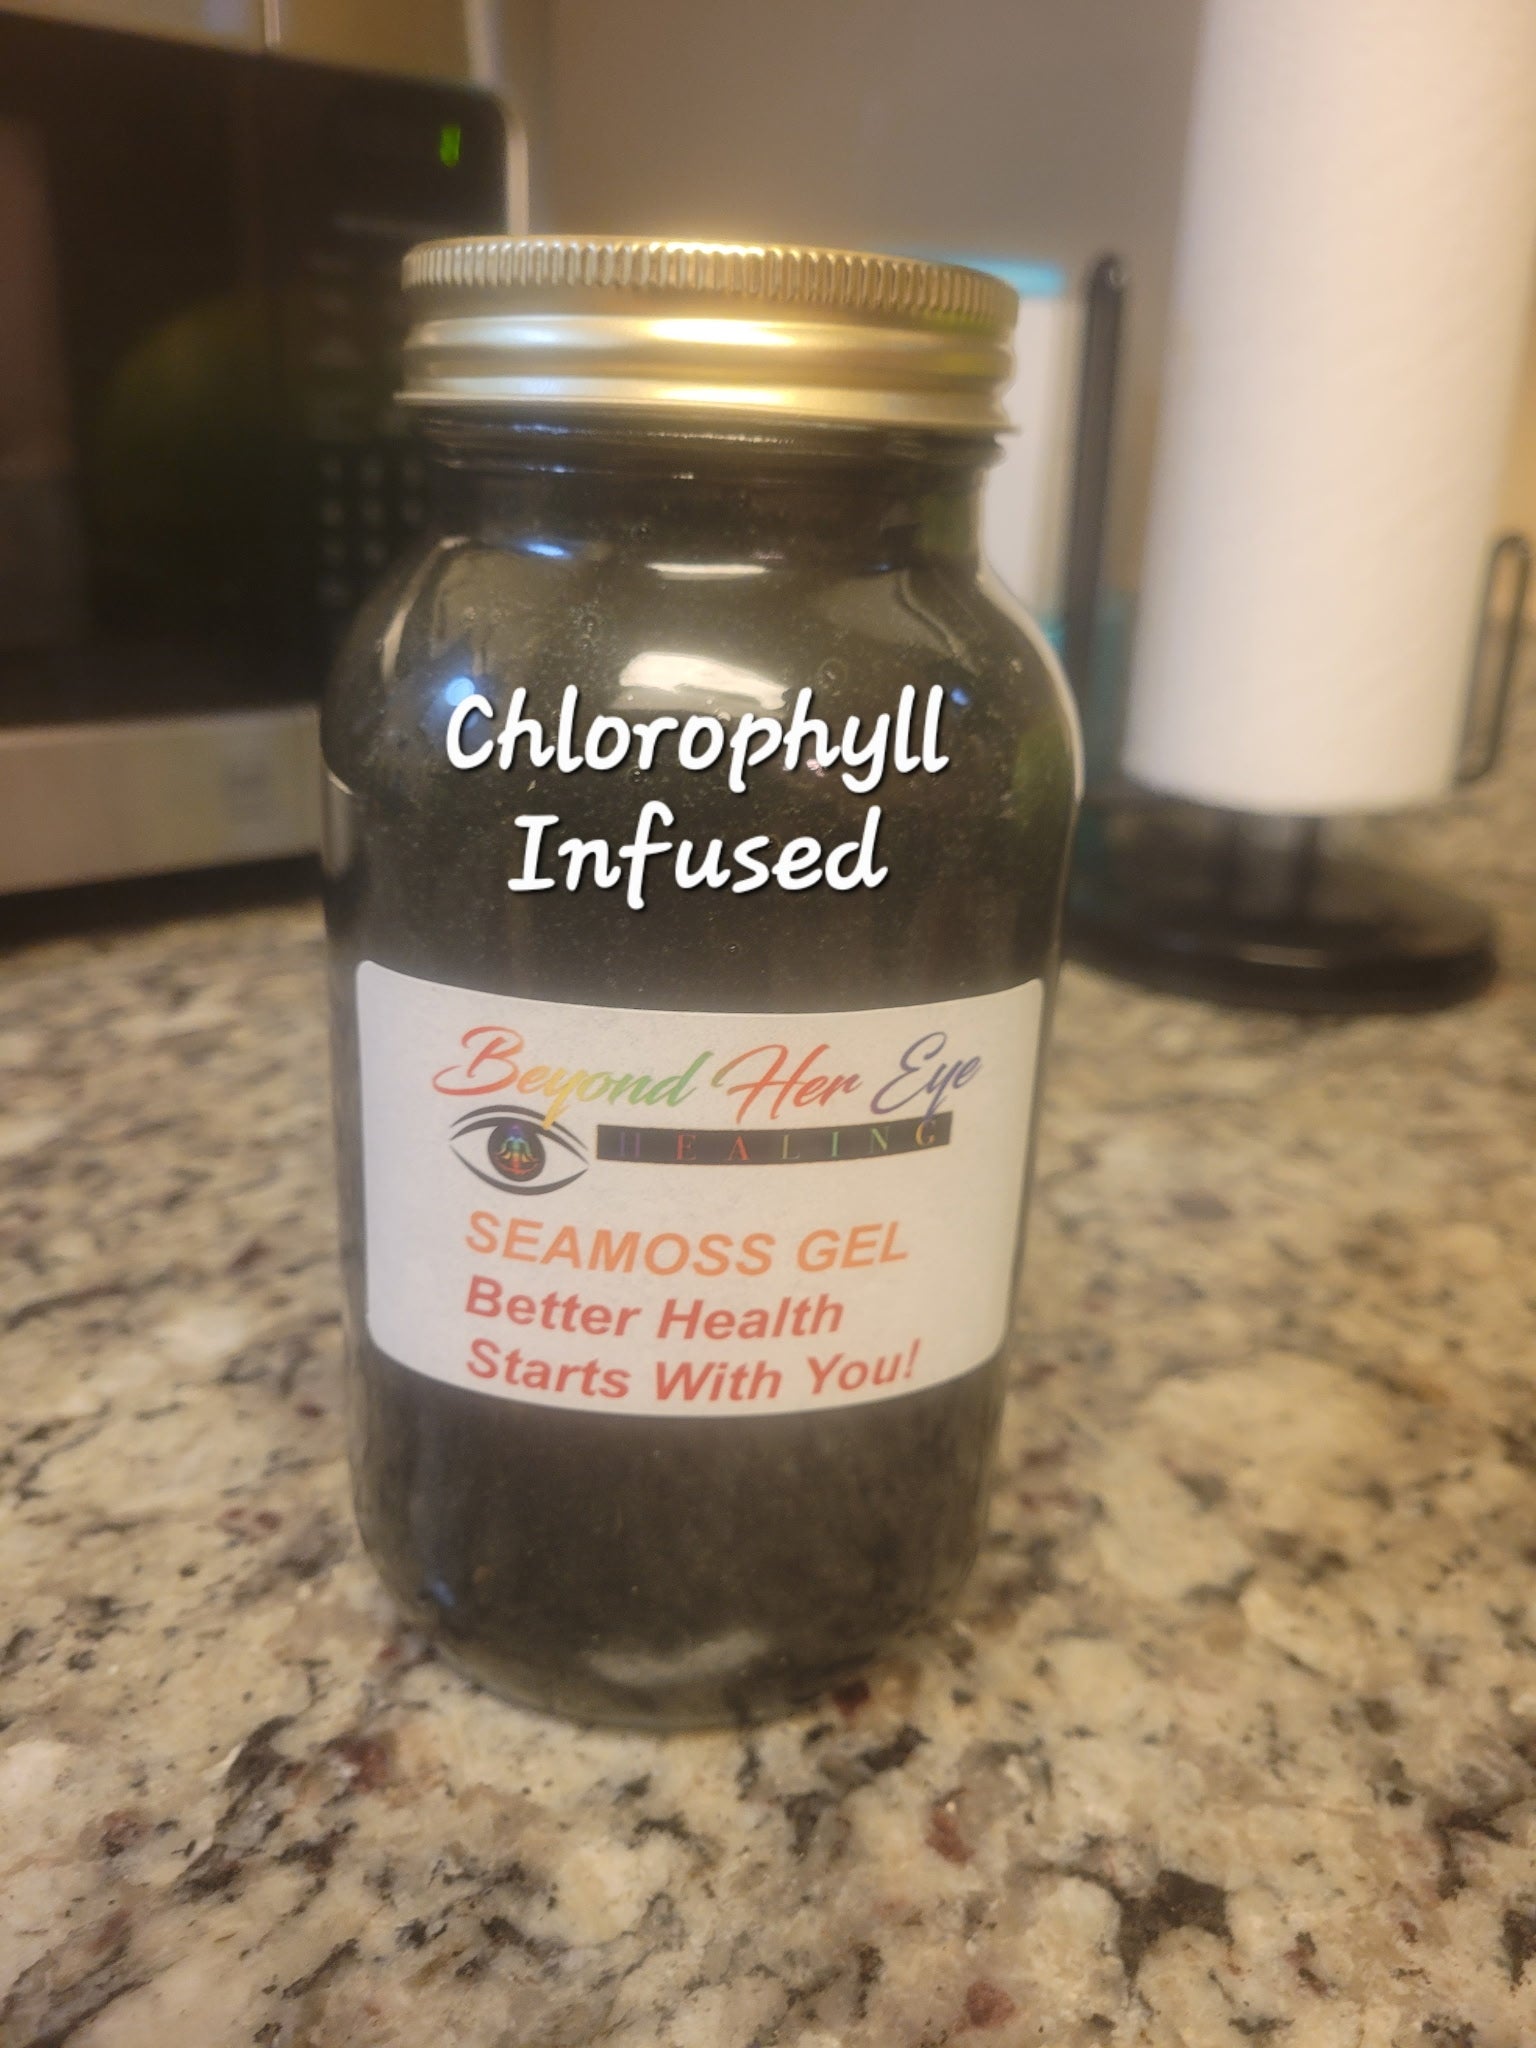 Chlorophyll
Infused
Beyond Her Eye
HEALING
SEAMOSS GEL
Better Health
Starts With You!